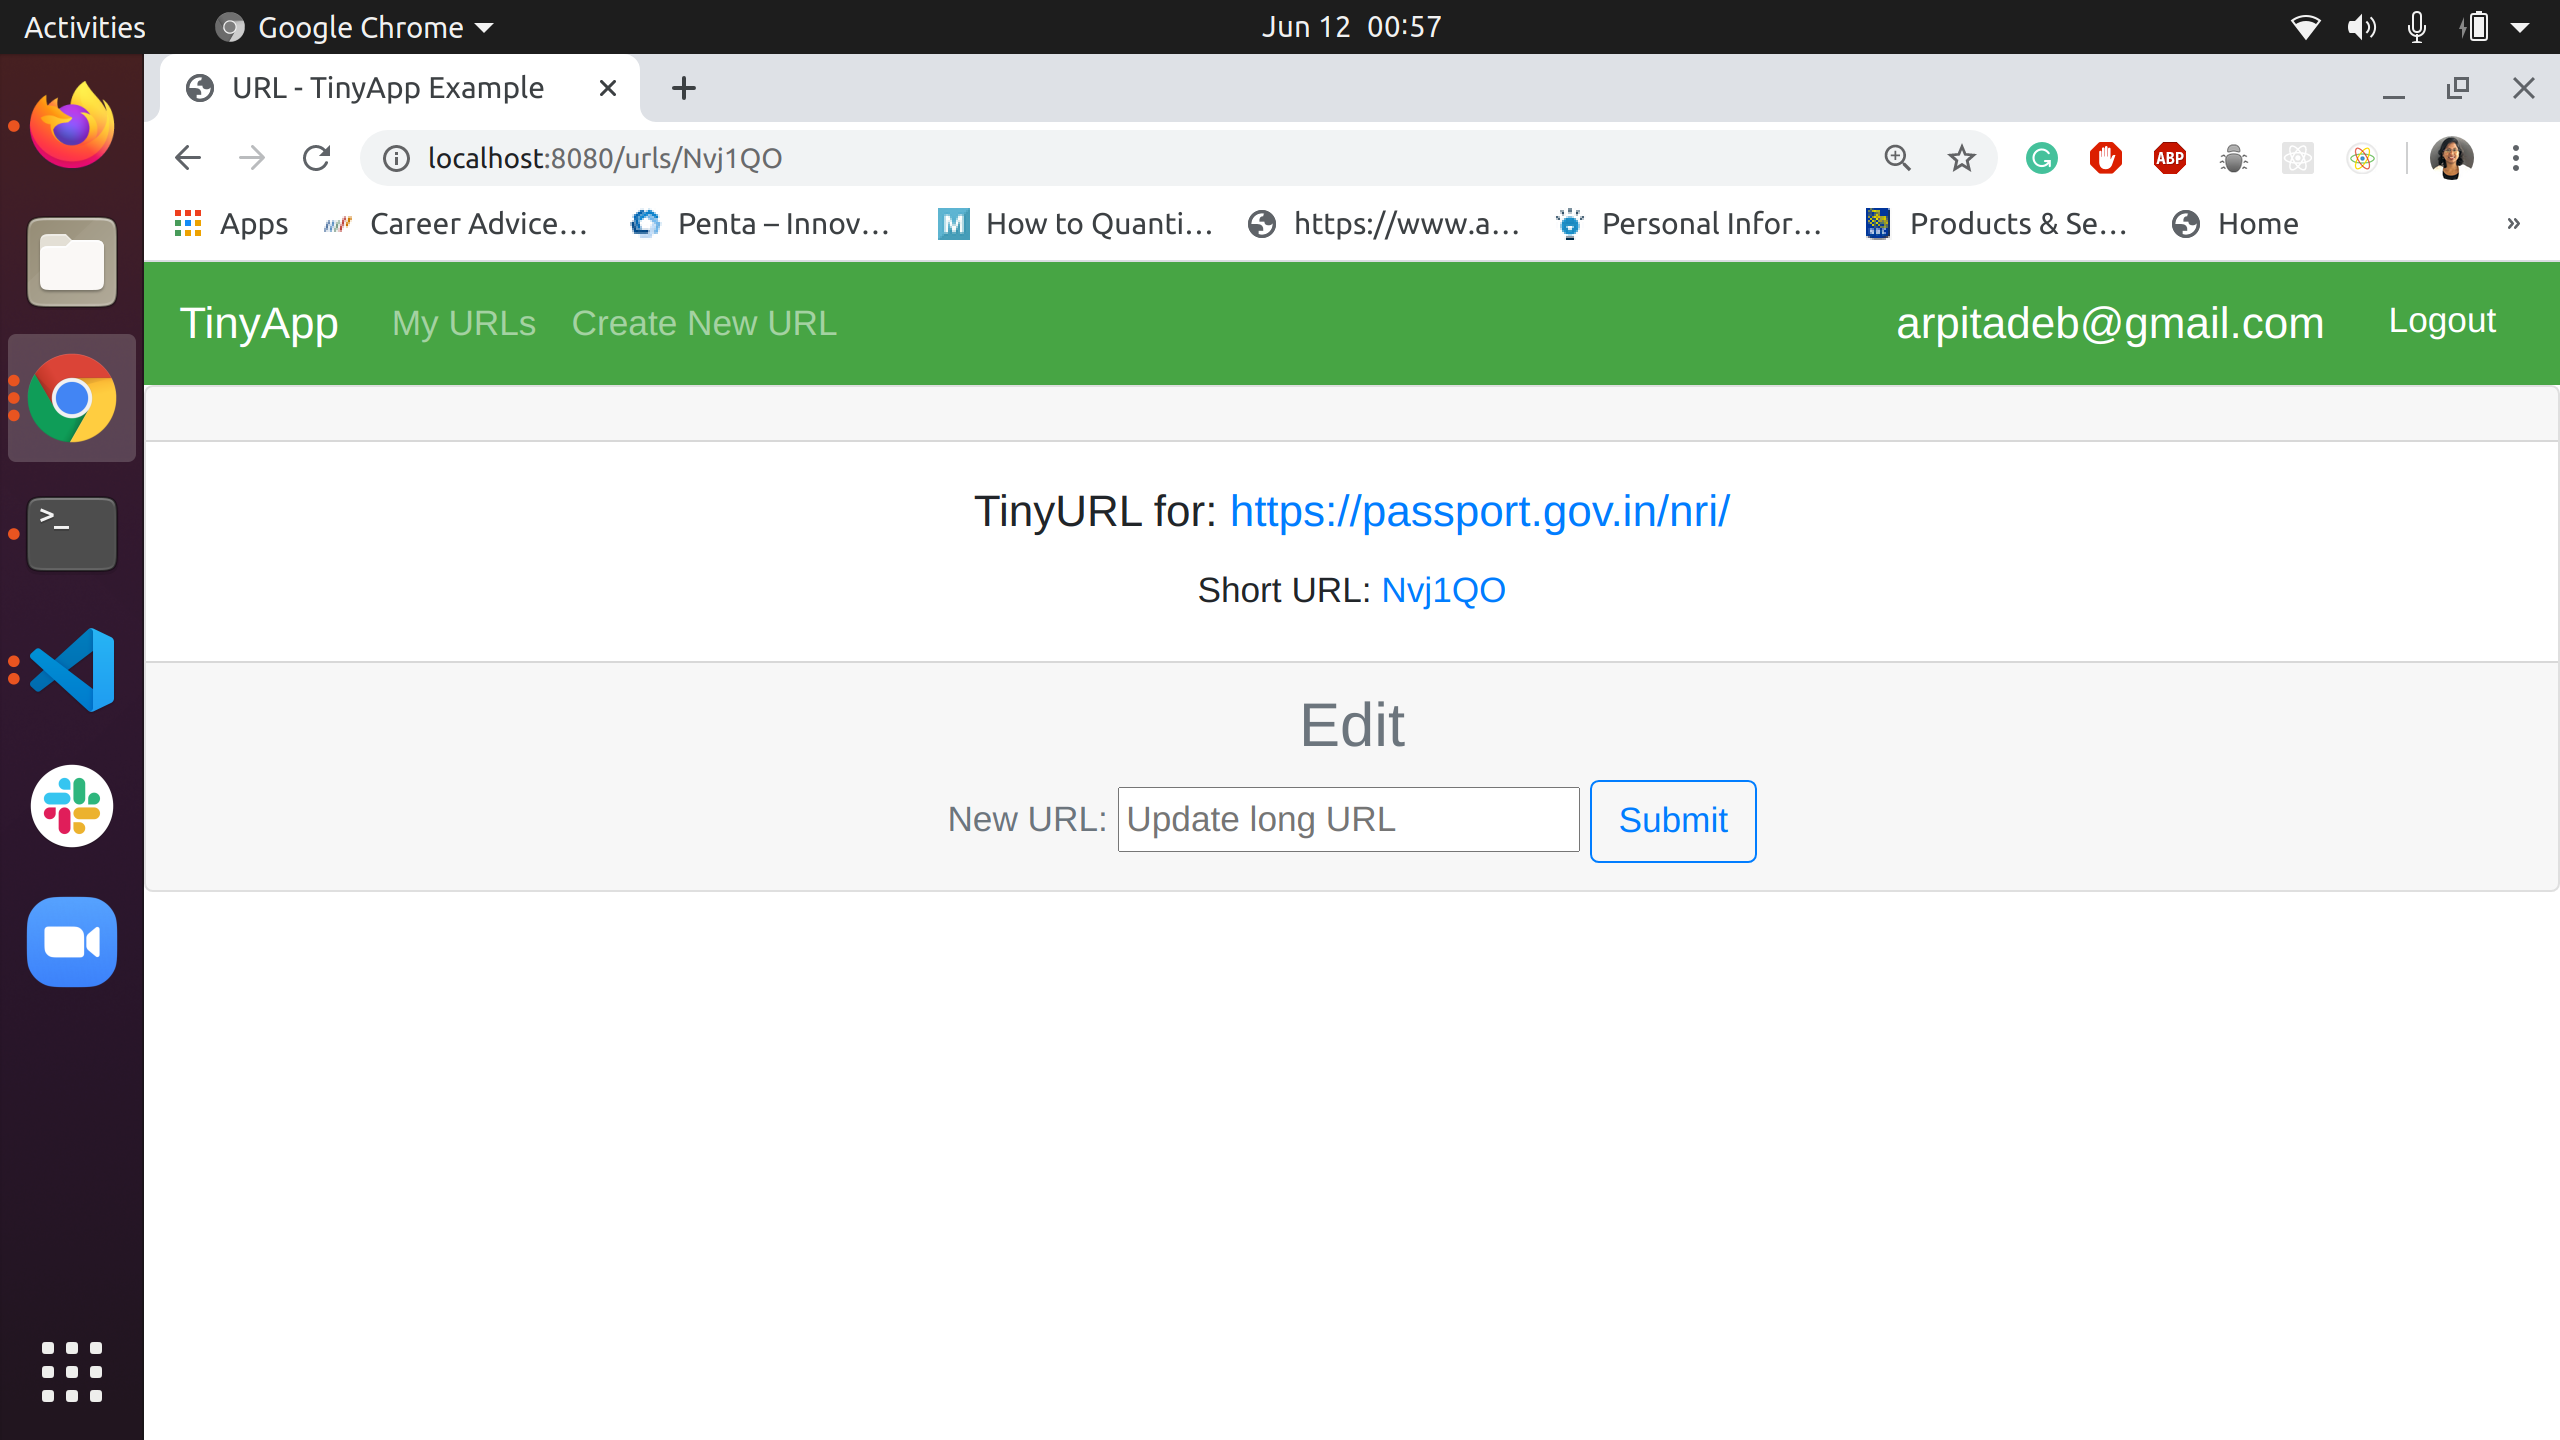 Activities Google Chrome Jun 12 00:57
URL - TinyApp Example
localhost:8080/urls/Nvj1QO
ABP
Apps Career Advice… Penta – Innov… M How to Quanti… https://www.a… Personal Infor… Products & Se… Home »
TinyApp My URLs Create New URL arpitadeb@gmail.com Logout
TinyURL for: https://passport.gov.in/nri/
Short URL: Nvj1QO
Edit
New URL: Update long URL Submit
>_